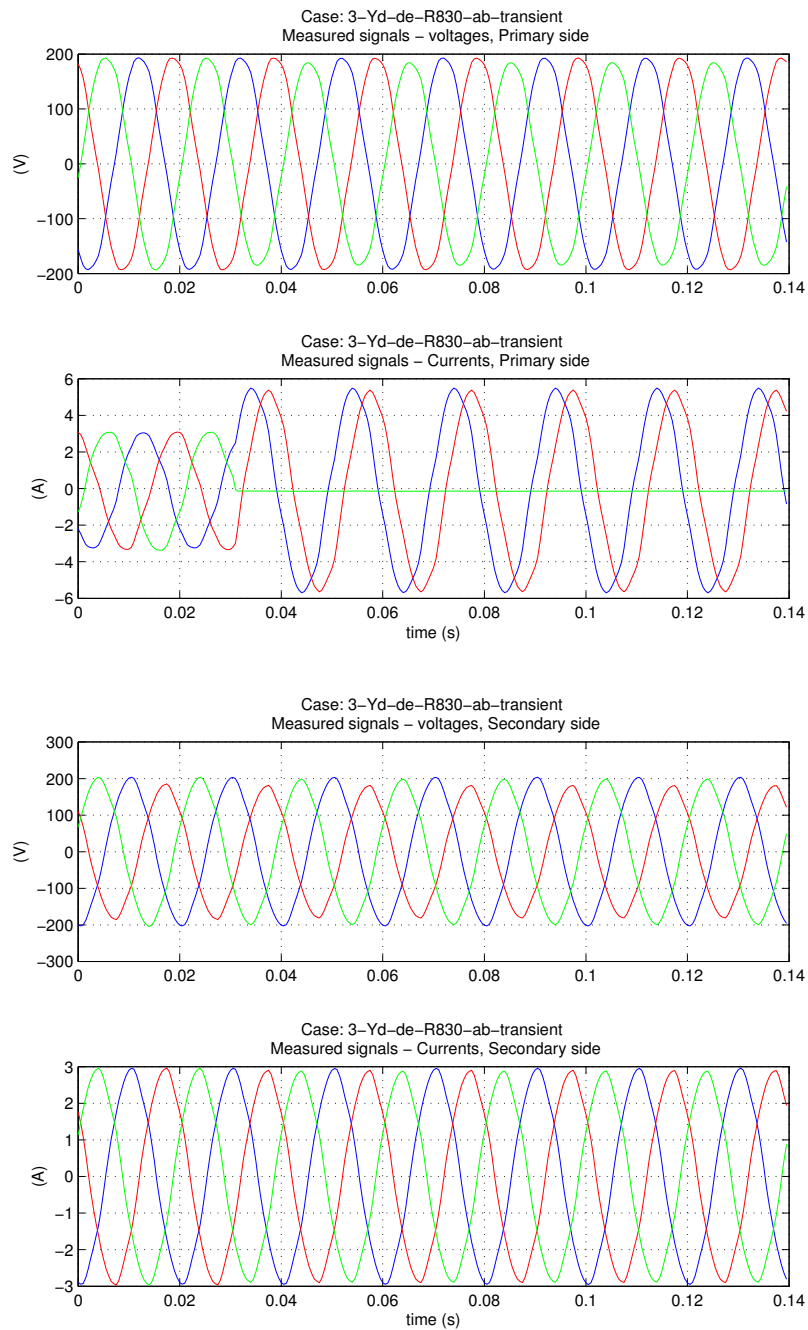 Case: 3−Yd−de−R830−ab−transient
Measured signals − voltages, Primary side
200
100
0
−100
−200
(V)
0 0.02 0.04 0.06 0.08 0.1 0.12 0.14
Case: 3−Yd−de−R830−ab−transient
Measured signals − Currents, Primary side
6
4
2
0
−2
−4
−6
(A)
0 0.02 0.04 0.06 0.08 0.1 0.12 0.14
time (s)
Case: 3−Yd−de−R830−ab−transient
Measured signals − voltages, Secondary side
300
200
100
0
−100
−200
−300
(V)
0 0.02 0.04 0.06 0.08 0.1 0.12 0.14
Case: 3−Yd−de−R830−ab−transient
Measured signals − Currents, Secondary side
3
2
1
0
−1
−2
−3
(A)
0 0.02 0.04 0.06 0.08 0.1 0.12 0.14
time (s)